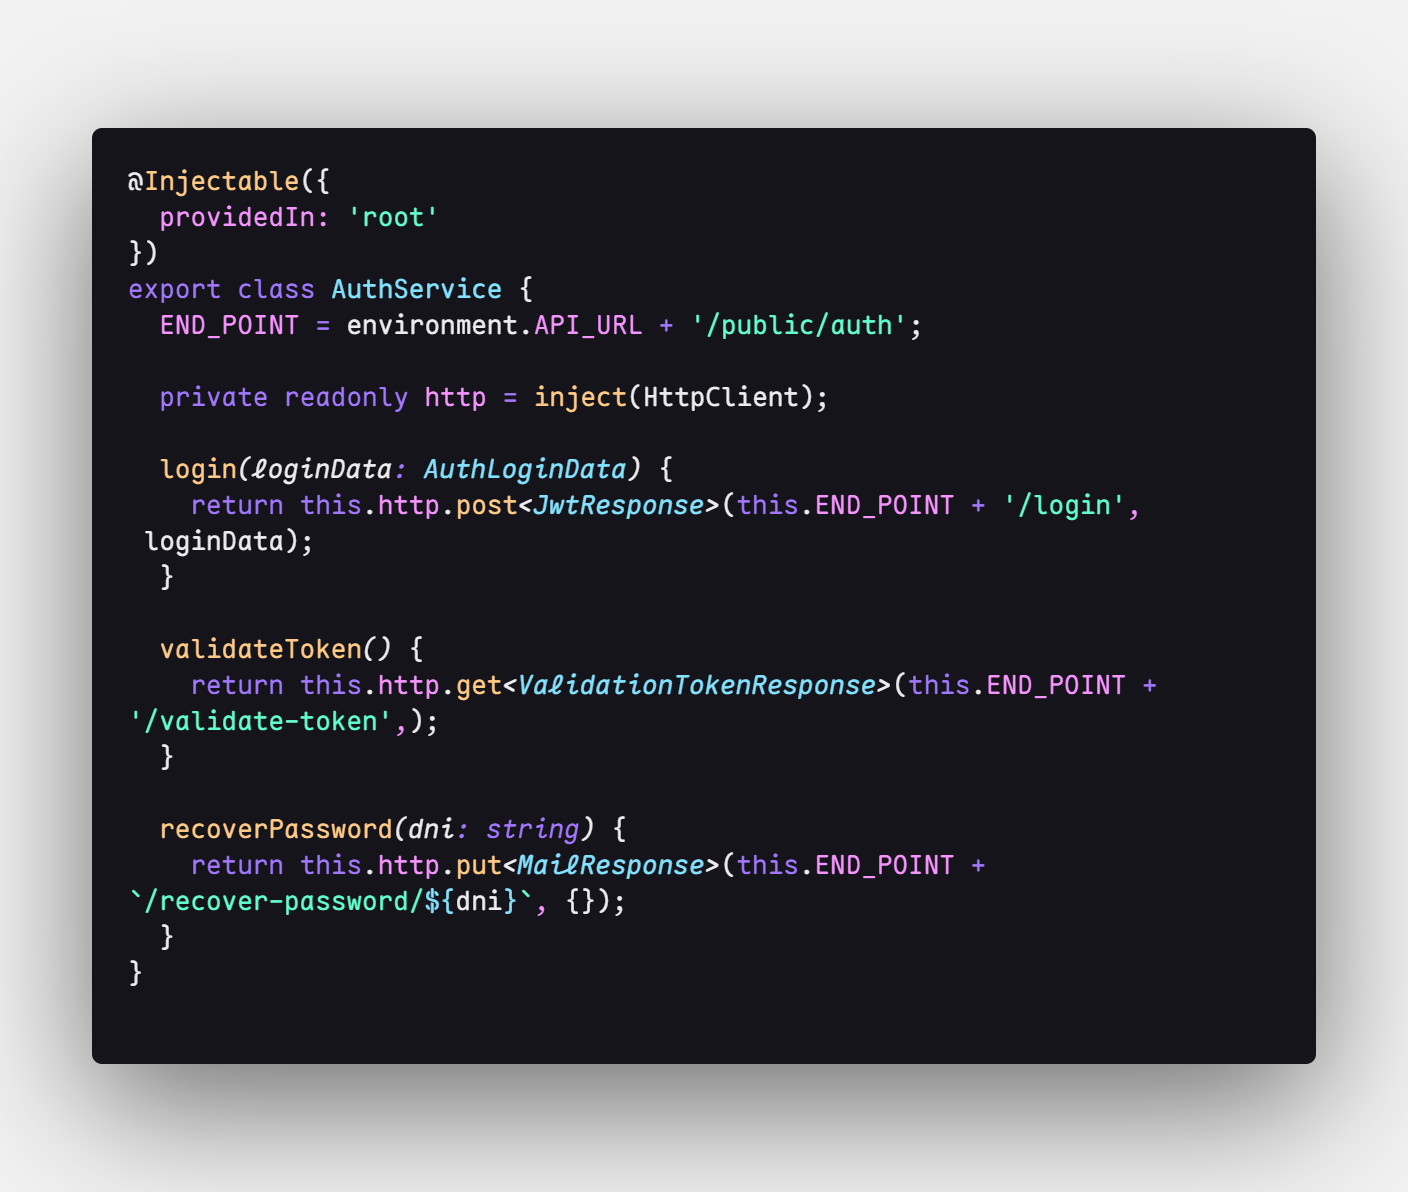 @Injectable({
  providedIn: 'root'
})
export class AuthService {
  END_POINT = environment.API_URL + '/public/auth';

  private readonly http = inject(HttpClient);

  login(loginData: AuthLoginData) {
    return this.http.post<JwtResponse>(this.END_POINT + '/login',
 loginData);
  }

  validateToken() {
    return this.http.get<ValidationTokenResponse>(this.END_POINT +
'/validate-token',);
  }

  recoverPassword(dni: string) {
    return this.http.put<MailResponse>(this.END_POINT +
`/recover-password/${dni}`, {});
  }
}